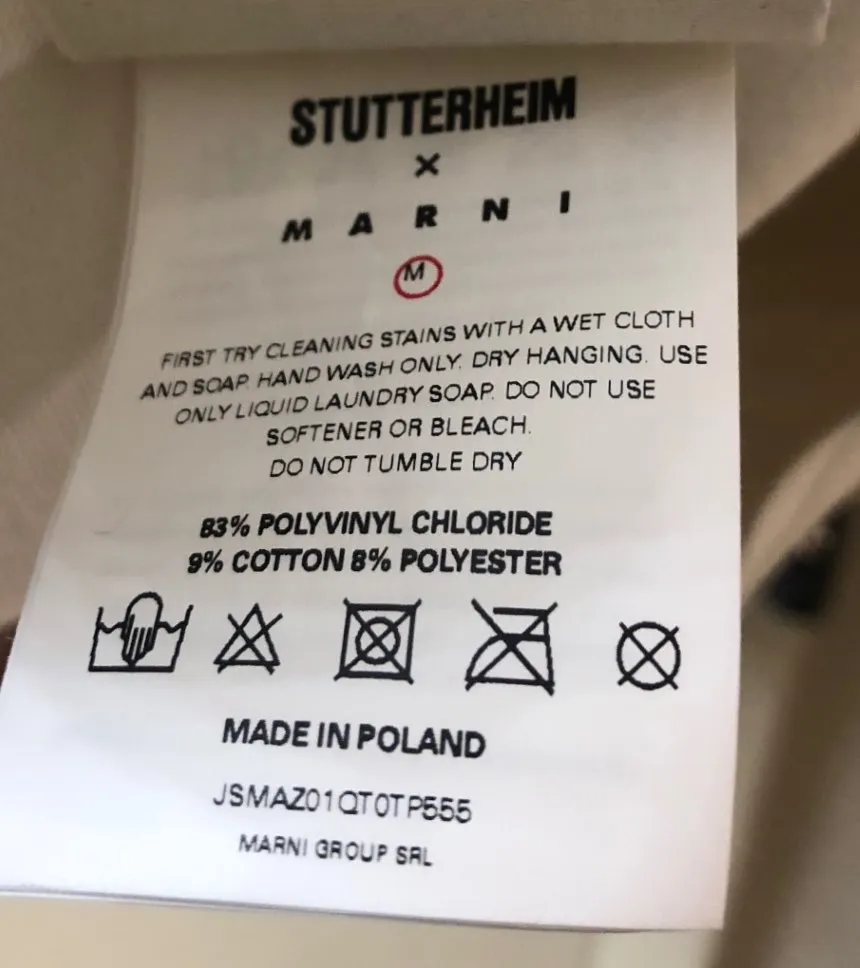 STUTTERHEIM
×
MARNI
M
FIRST TRY CLEANING STAINS WITH A WET CLOTH
AND SOAP. HAND WASH ONLY. DRY HANGING. USE
ONLY LIQUID LAUNDRY SOAP. DO NOT USE
SOFTENER OR BLEACH.
DO NOT TUMBLE DRY
83% POLYVINYL CHLORIDE
9% COTTON 8% POLYESTER
MADE IN POLAND
JSMAZ01QT0TP555
MARNI GROUP SRL